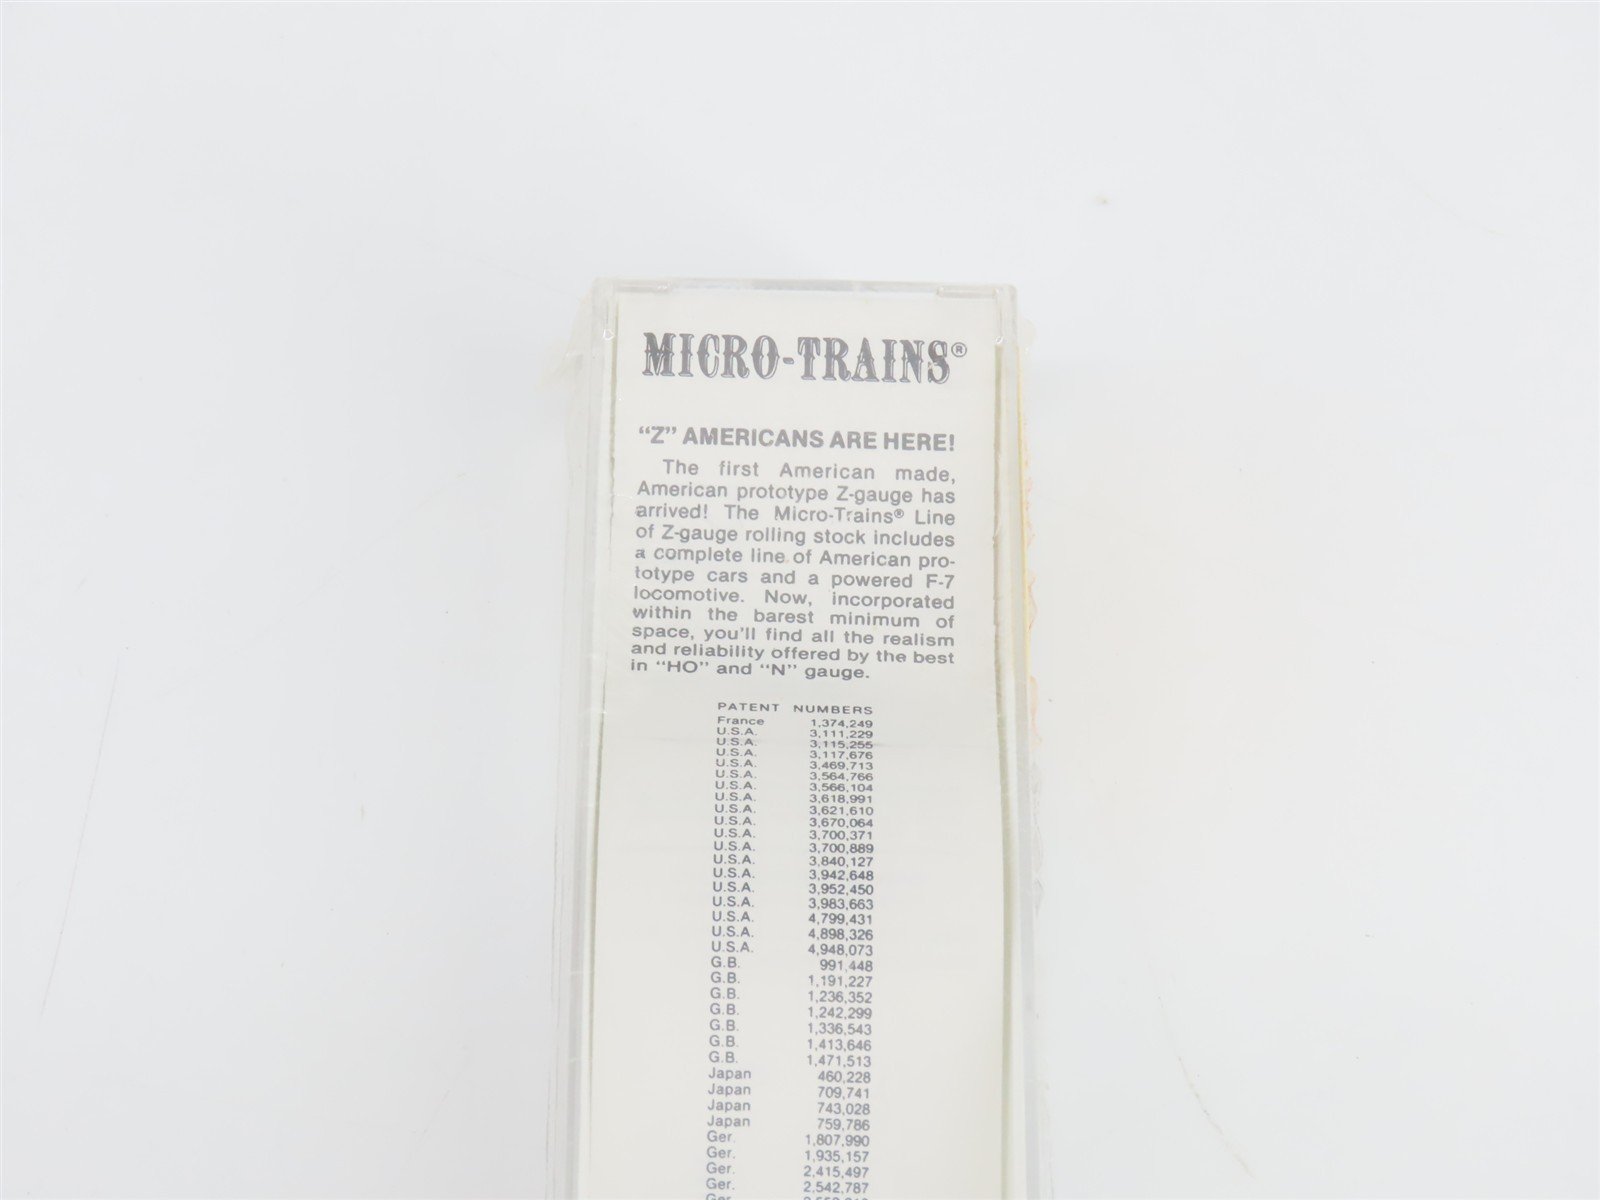 MICRO-TRAINS®
"Z" AMERICANS ARE HERE!
The first American made,
American prototype Z-gauge has
arrived! The Micro-Trains® Line
of Z-gauge rolling stock includes
a complete line of American pro-
totype cars and a powered F-7
locomotive. Now, incorporated
within the barest minimum of
space, you'll find all the realism
and reliability offered by the best
in "HO" and "N" gauge.
PATENT NUMBERS
France 1,374,249
U.S.A. 3,111,229
U.S.A. 3,115,255
U.S.A. 3,117,676
U.S.A. 3,469,713
U.S.A. 3,564,766
U.S.A. 3,566,104
U.S.A. 3,618,991
U.S.A. 3,621,610
U.S.A. 3,670,064
U.S.A. 3,700,371
U.S.A. 3,700,889
U.S.A. 3,840,127
U.S.A. 3,942,648
U.S.A. 3,952,450
U.S.A. 3,983,663
U.S.A. 4,799,431
U.S.A. 4,898,326
U.S.A. 4,948,073
G.B. 991,448
G.B. 1,191,227
G.B. 1,236,352
G.B. 1,242,299
G.B. 1,336,543
G.B. 1,413,646
G.B. 1,471,513
Japan 460,228
Japan 709,741
Japan 743,028
Japan 759,786
Ger. 1,807,990
Ger. 1,935,157
Ger. 2,415,497
Ger. 2,542,787
Ger.